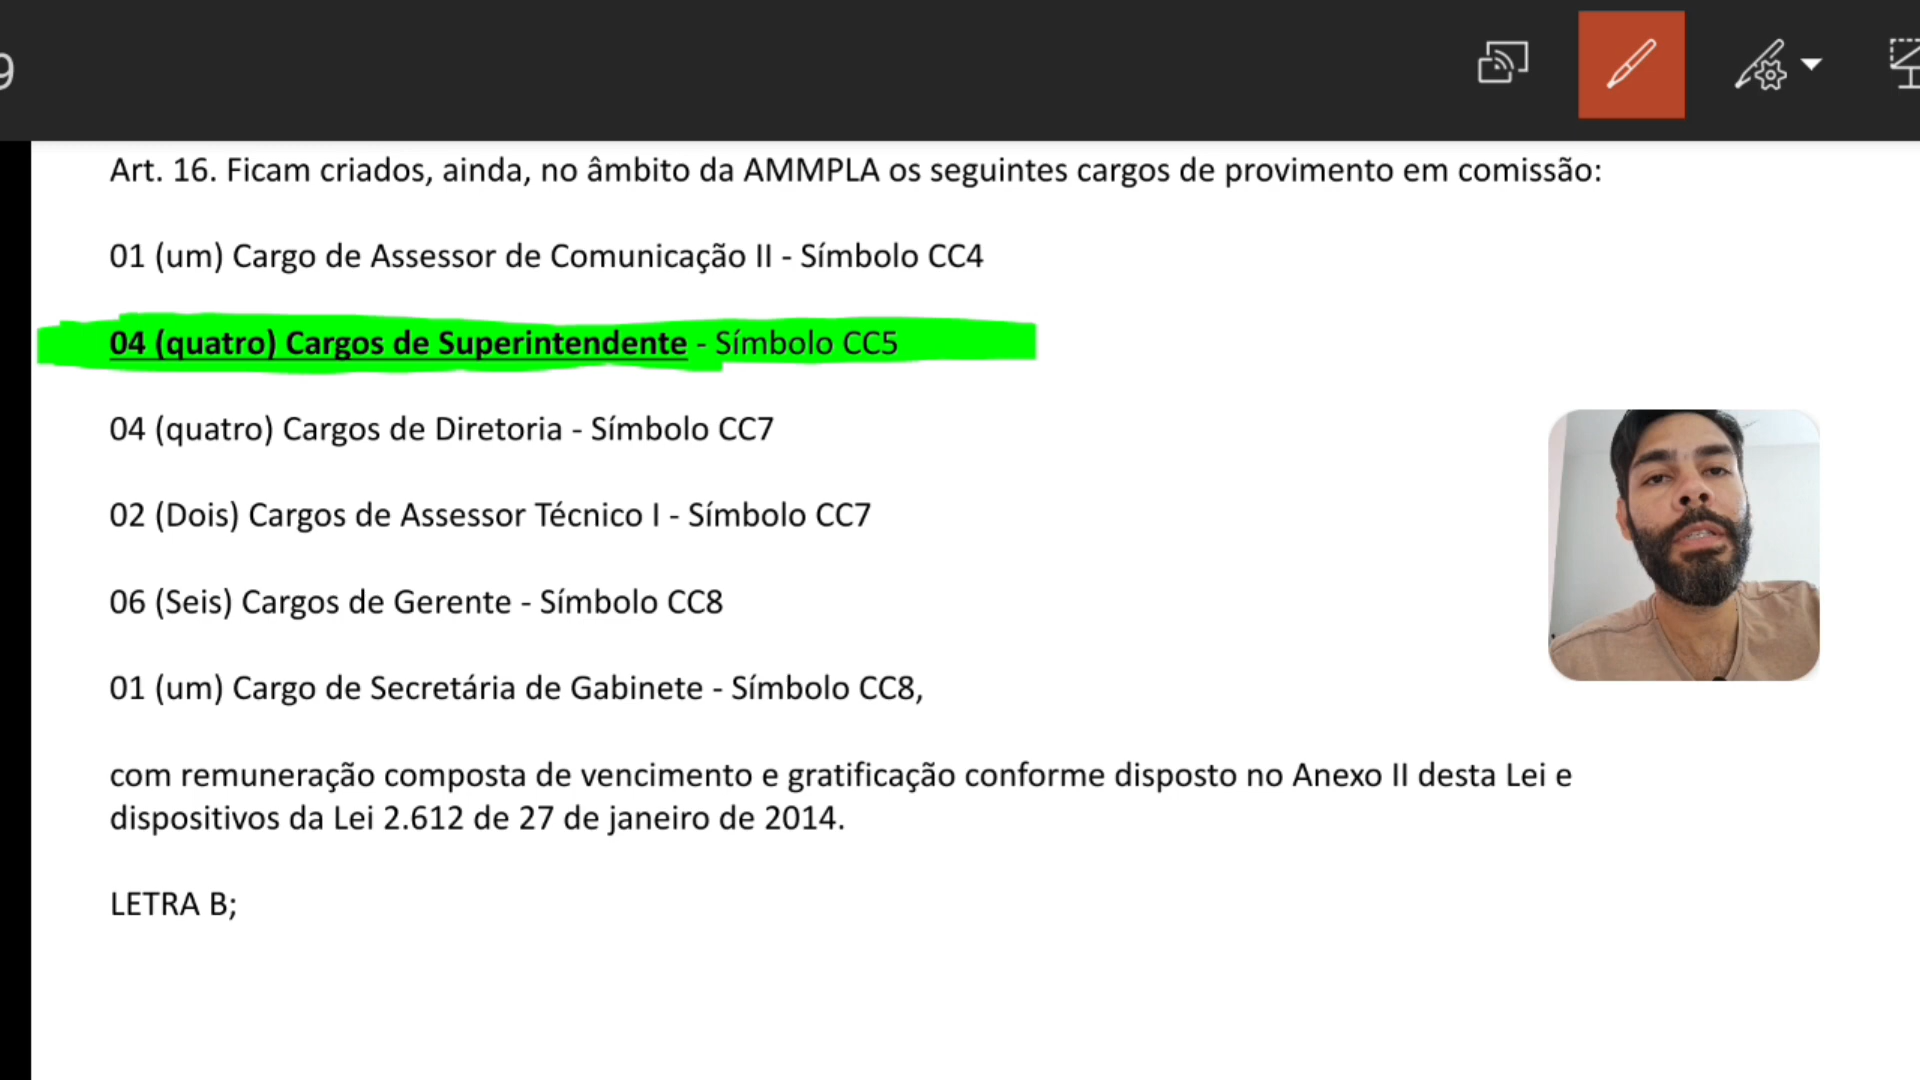 9
Art. 16. Ficam criados, ainda, no âmbito da AMMPLA os seguintes cargos de provimento em comissão:
01 (um) Cargo de Assessor de Comunicação II - Símbolo CC4
04 (quatro) Cargos de Superintendente - Símbolo CC5
04 (quatro) Cargos de Diretoria - Símbolo CC7
02 (Dois) Cargos de Assessor Técnico I - Símbolo CC7
06 (Seis) Cargos de Gerente - Símbolo CC8
01 (um) Cargo de Secretária de Gabinete - Símbolo CC8,
com remuneração composta de vencimento e gratificação conforme disposto no Anexo II desta Lei e
dispositivos da Lei 2.612 de 27 de janeiro de 2014.
LETRA B;